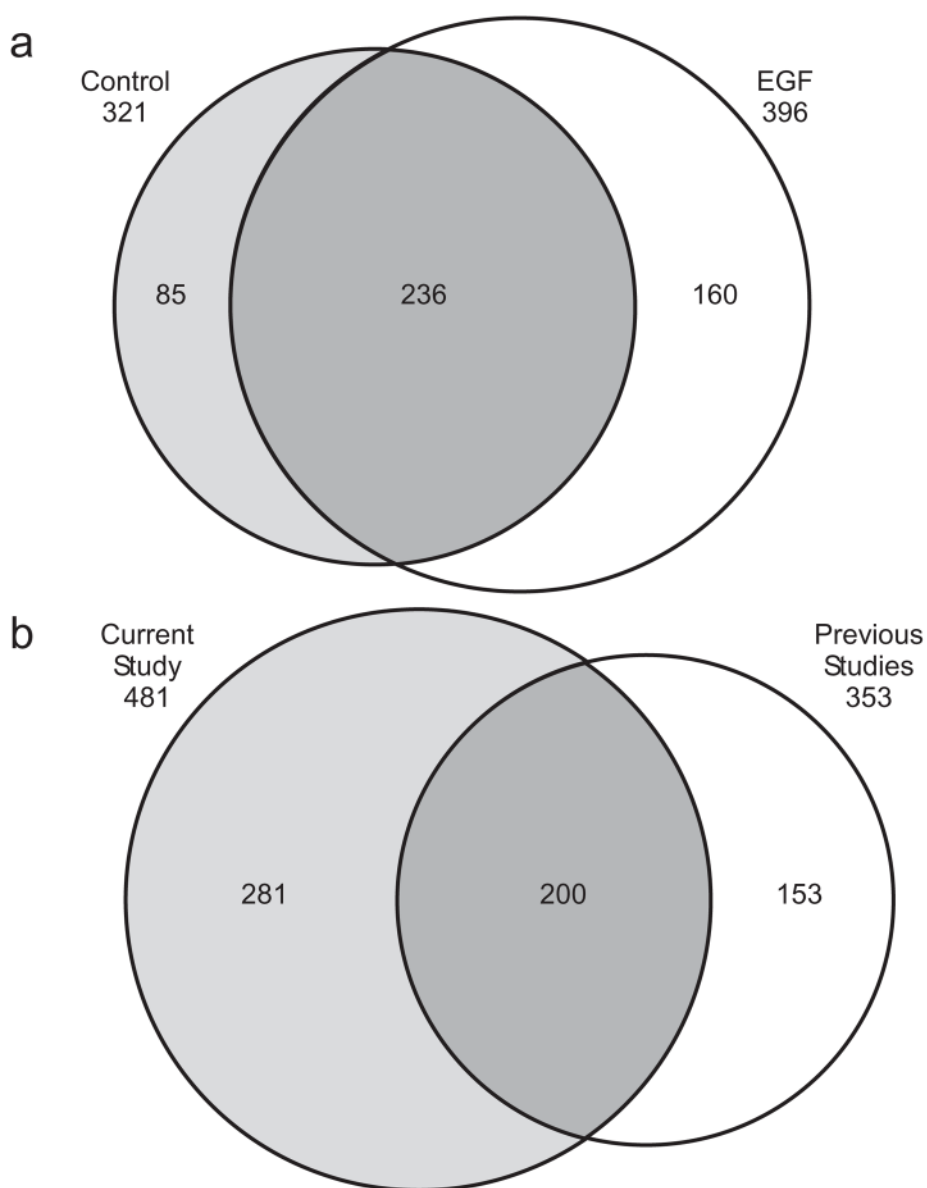 a
Control
321
EGF
396
85
236
160
b
Current
Study
481
Previous
Studies
353
281
200
153